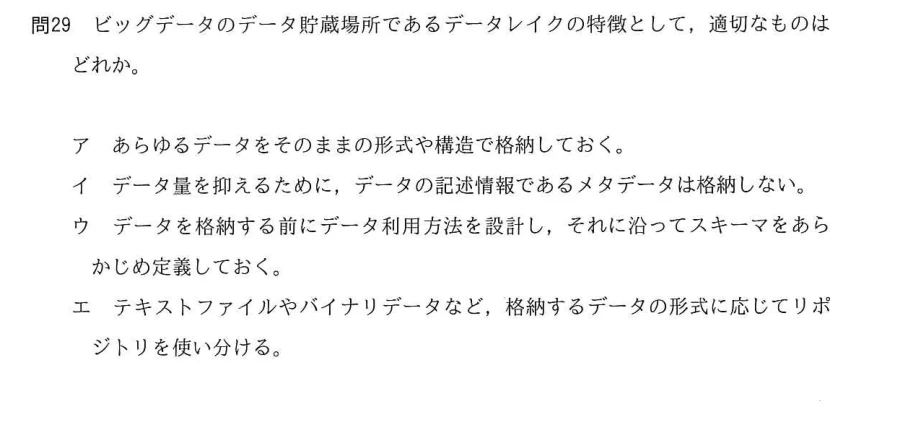 問29　ビッグデータのデータ貯蔵場所であるデータレイクの特徴として，適切なものは
どれか。
ア　あらゆるデータをそのままの形式や構造で格納しておく。
イ　データ量を抑えるために，データの記述情報であるメタデータは格納しない。
ウ　データを格納する前にデータ利用方法を設計し，それに沿ってスキーマをあら
かじめ定義しておく。
エ　テキストファイルやバイナリデータなど，格納するデータの形式に応じてリポ
ジトリを使い分ける。